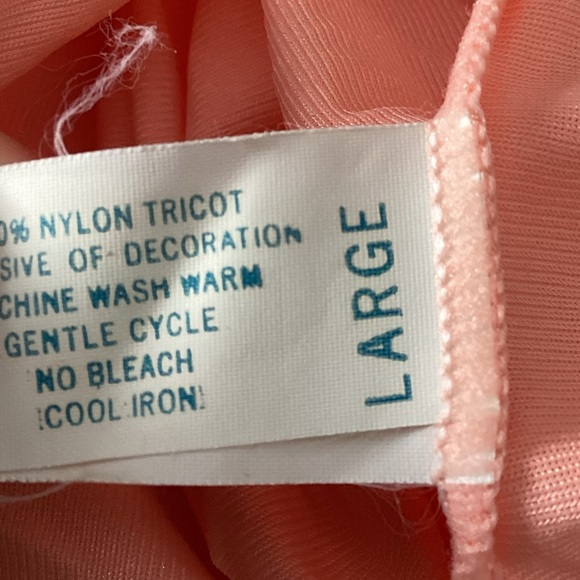 0% NYLON TRICOT
SIVE OF DECORATION
CHINE WASH WARM
GENTLE CYCLE
NO BLEACH
COOL IRON
LARGE